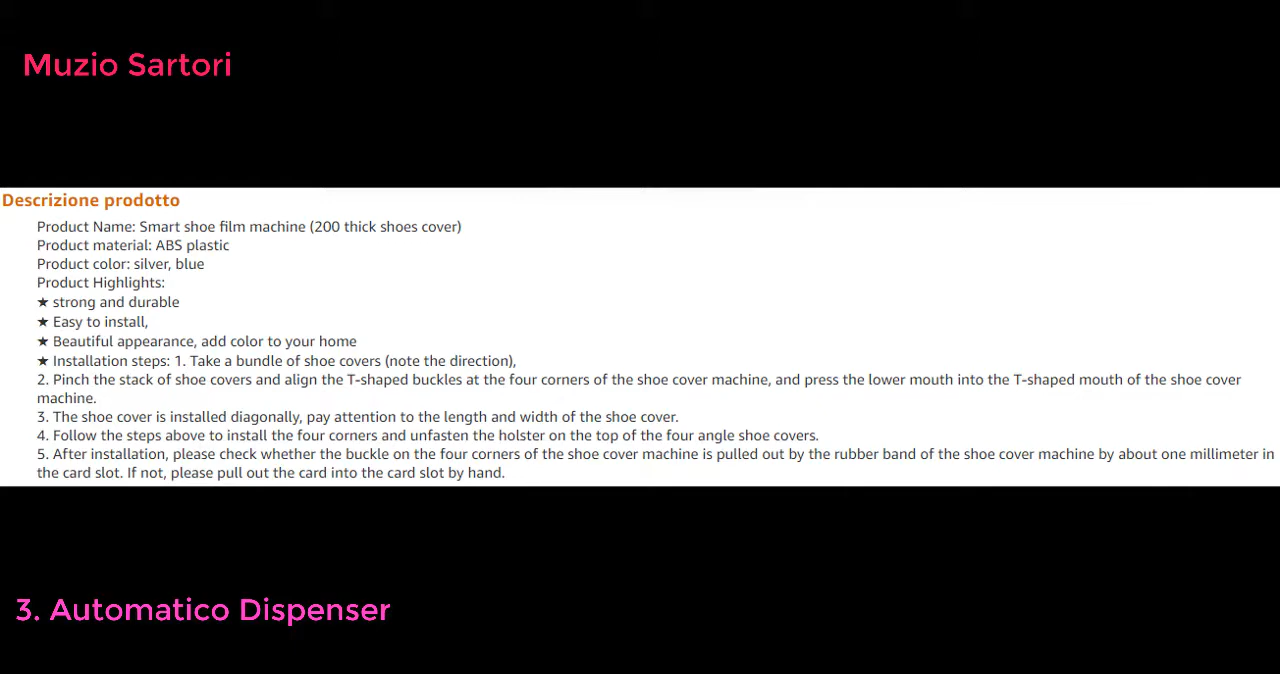 Muzio Sartori
Descrizione prodotto
Product Name: Smart shoe film machine (200 thick shoes cover)
Product material: ABS plastic
Product color: silver, blue
Product Highlights:
★ strong and durable
★ Easy to install,
★ Beautiful appearance, add color to your home
★ Installation steps: 1. Take a bundle of shoe covers (note the direction),
2. Pinch the stack of shoe covers and align the T-shaped buckles at the four corners of the shoe cover machine, and press the lower mouth into the T-shaped mouth of the shoe cover
machine.
3. The shoe cover is installed diagonally, pay attention to the length and width of the shoe cover.
4. Follow the steps above to install the four corners and unfasten the holster on the top of the four angle shoe covers.
5. After installation, please check whether the buckle on the four corners of the shoe cover machine is pulled out by the rubber band of the shoe cover machine by about one millimeter in
the card slot. If not, please pull out the card into the card slot by hand.
3. Automatico Dispenser